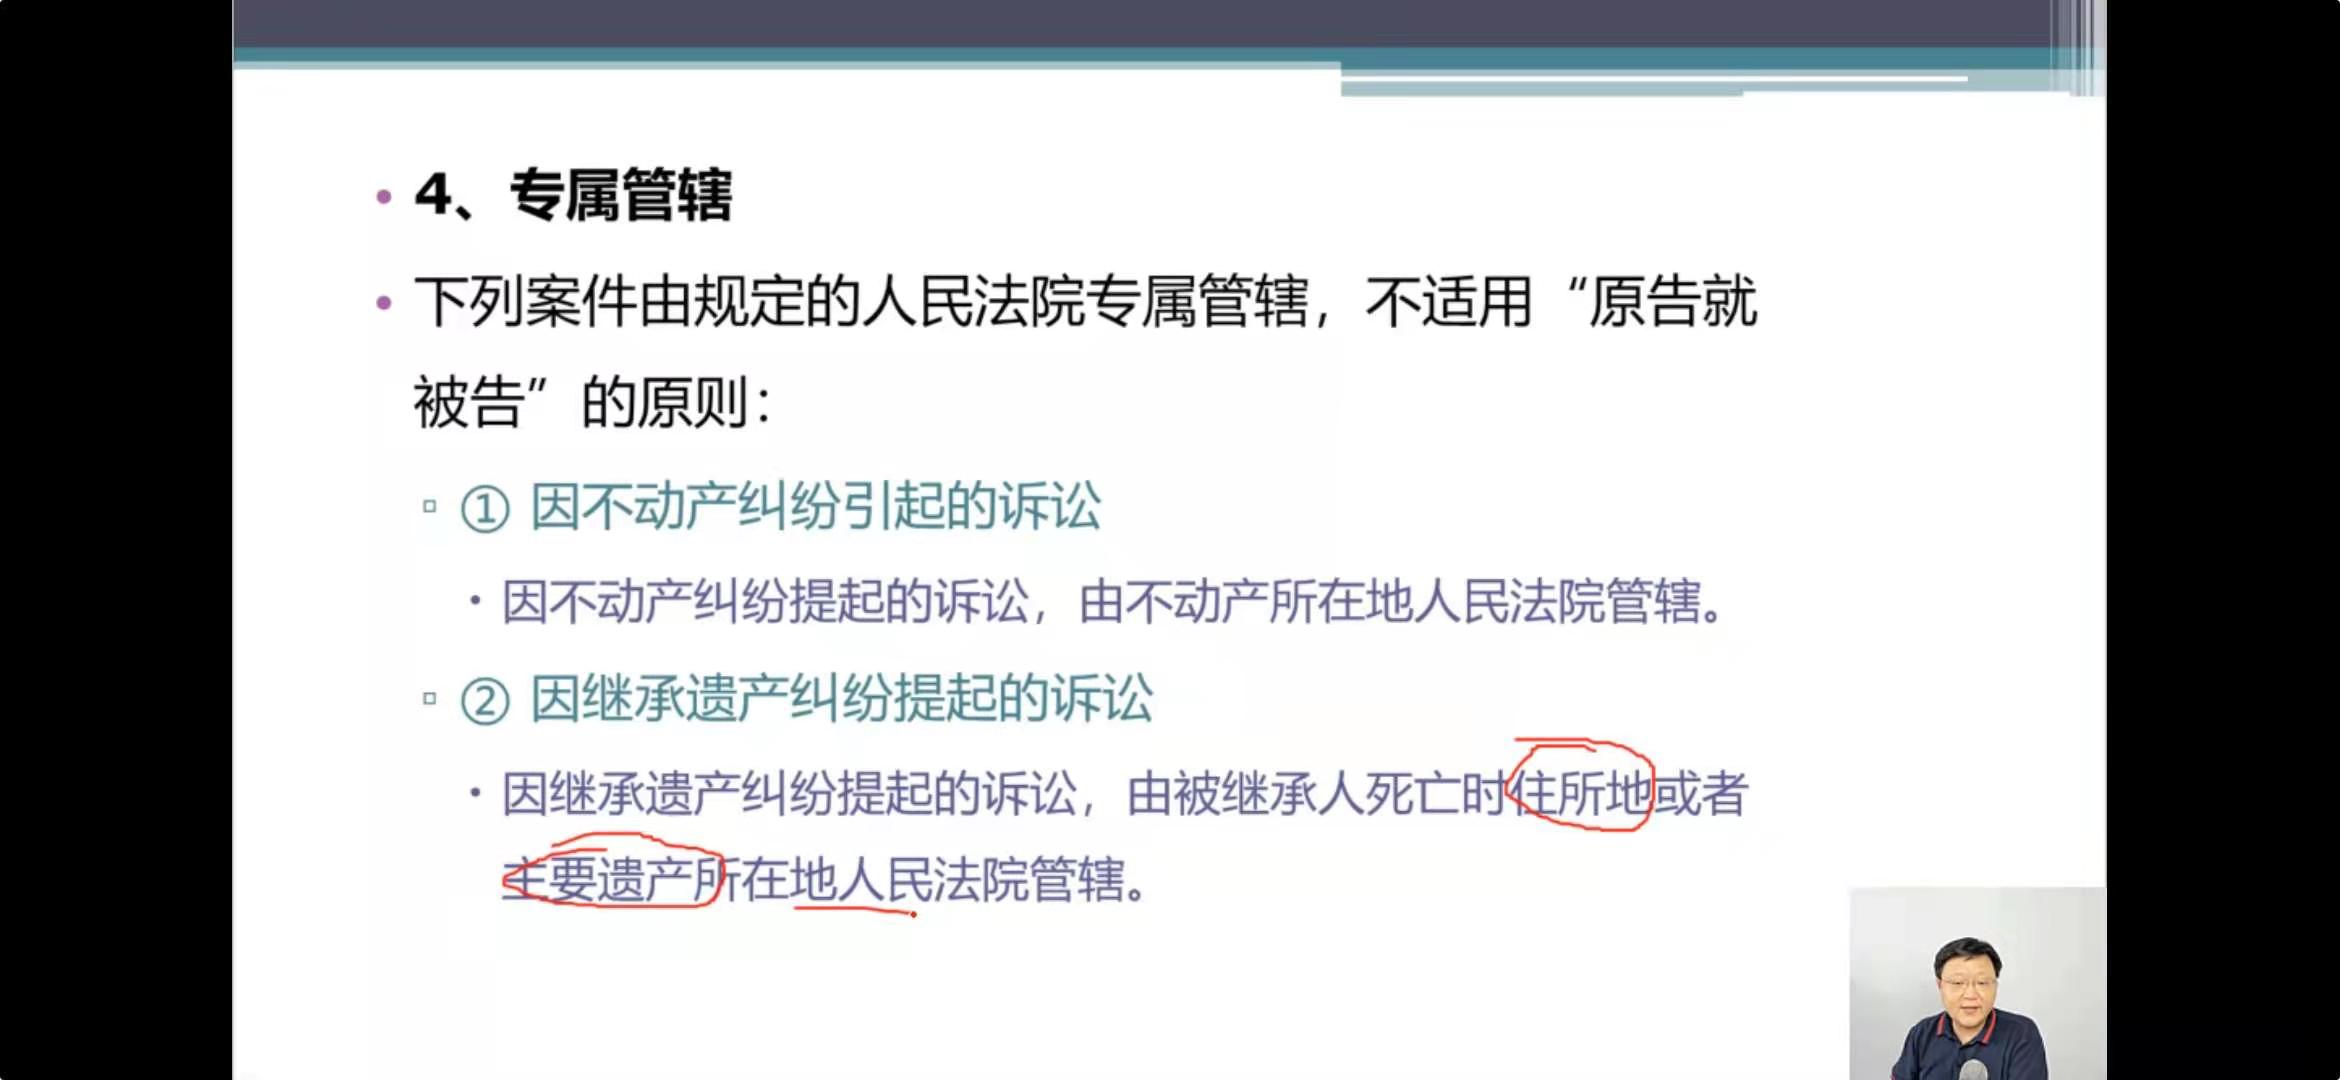 4、专属管辖
下列案件由规定的人民法院专属管辖，不适用“原告就
被告”的原则：
① 因不动产纠纷引起的诉讼
因不动产纠纷提起的诉讼，由不动产所在地人民法院管辖。
② 因继承遗产纠纷提起的诉讼
因继承遗产纠纷提起的诉讼，由被继承人死亡时住所地或者
主要遗产所在地人民法院管辖。